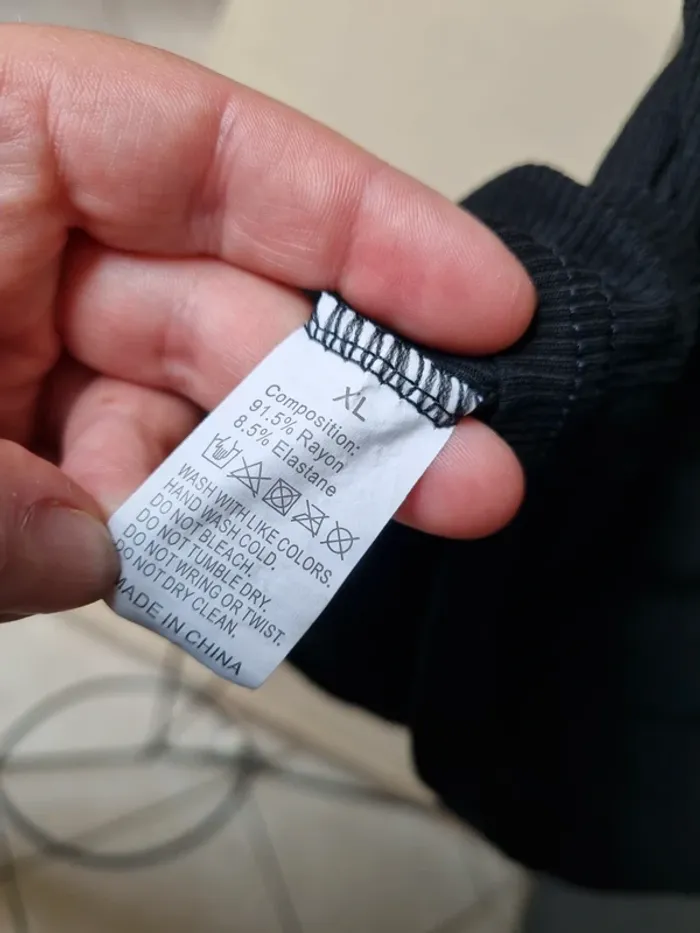 XL
Composition:
91.5% Rayon
8.5% Elastane
WASH WITH LIKE COLORS.
HAND WASH COLD.
DO NOT BLEACH.
DO NOT TUMBLE DRY.
DO NOT WRING OR TWIST.
DO NOT DRY CLEAN.
MADE IN CHINA